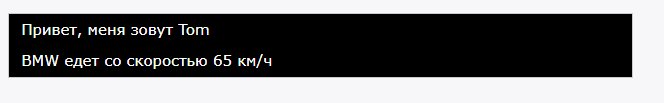 Привет, меня зовут Tom
BMW едет со скоростью 65 км/ч